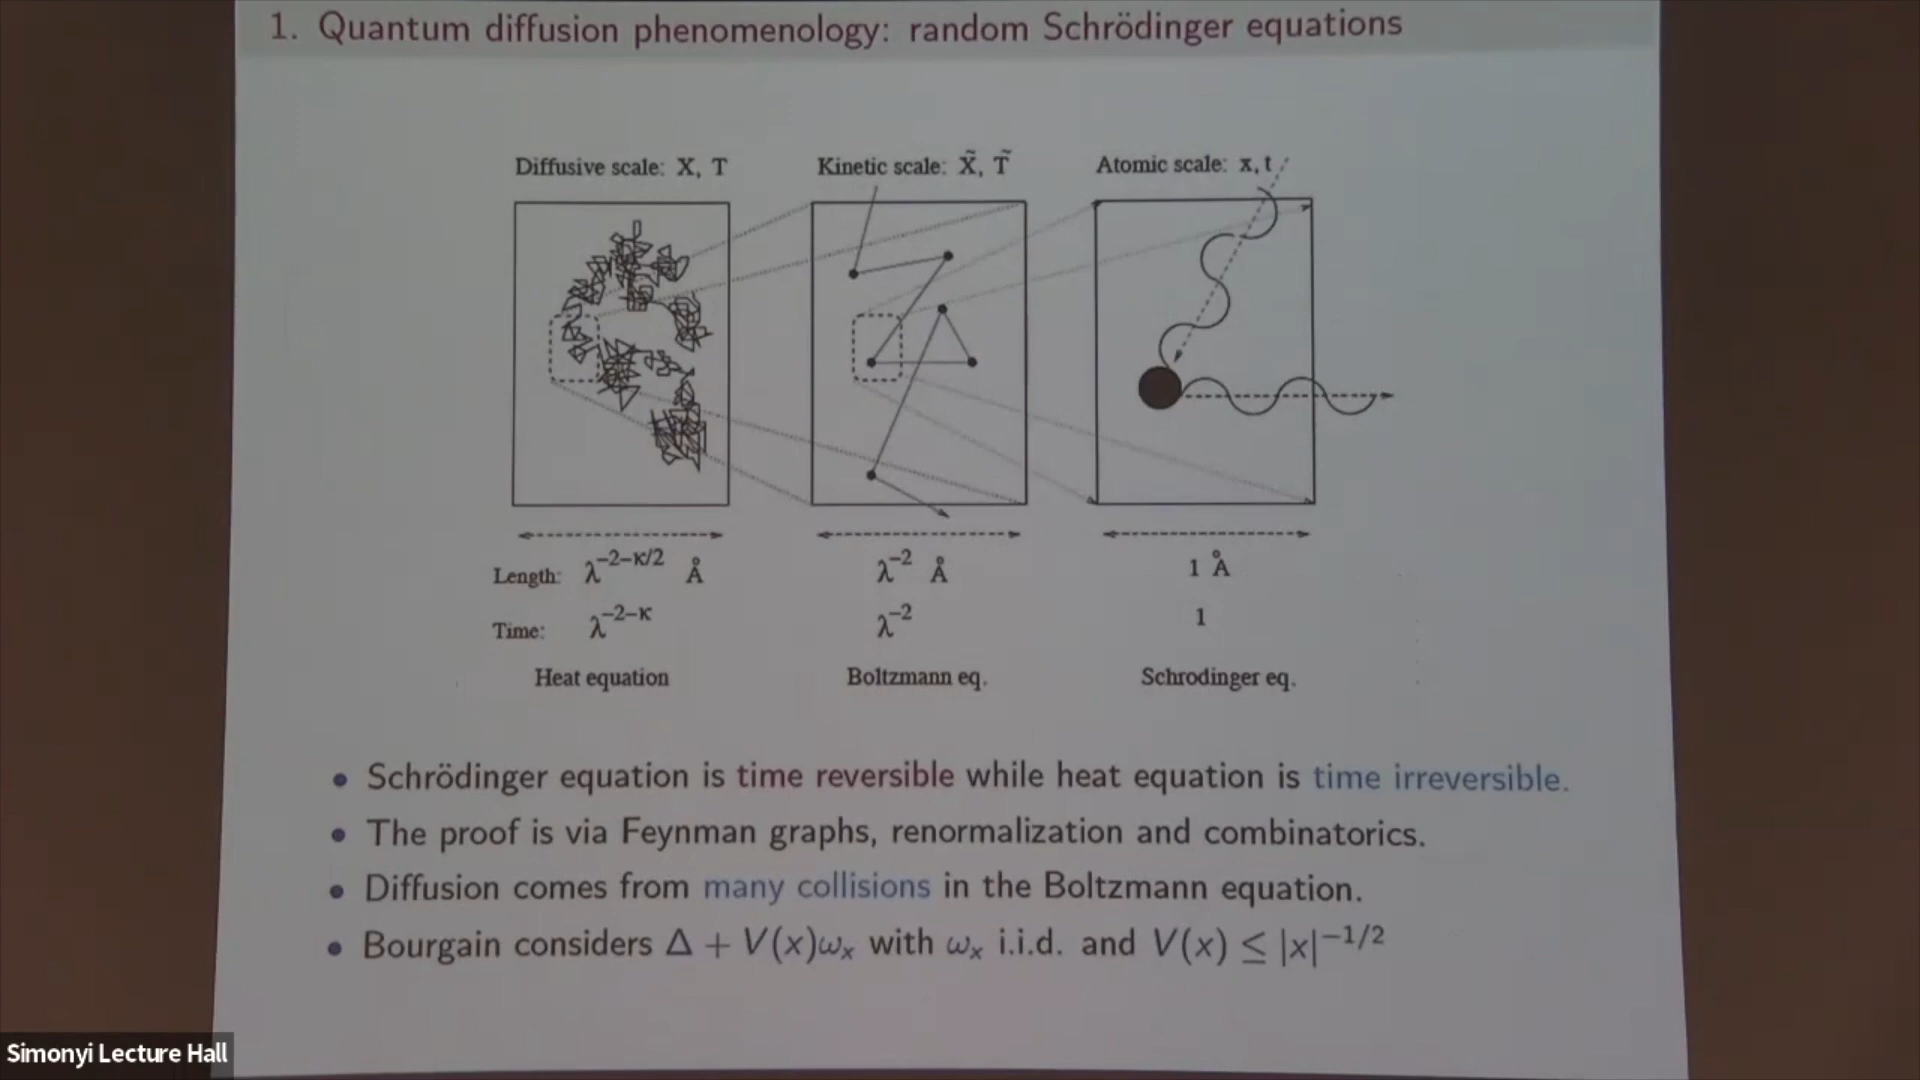 1. Quantum diffusion phenomenology: random Schrödinger equations
Diffusive scale: X, T
Kinetic scale: X̃, T̃
Atomic scale: x, t
Length: λ^{-2-κ/2} Å
λ^{-2} Å
1 Å
Time: λ^{-2-κ}
λ^{-2}
1
Heat equation
Boltzmann eq.
Schrodinger eq.
• Schrödinger equation is time reversible while heat equation is time irreversible.
• The proof is via Feynman graphs, renormalization and combinatorics.
• Diffusion comes from many collisions in the Boltzmann equation.
• Bourgain considers Δ + V(x)ωₓ with ωₓ i.i.d. and V(x) ≤ |x|^{-1/2}
Simonyi Lecture Hall